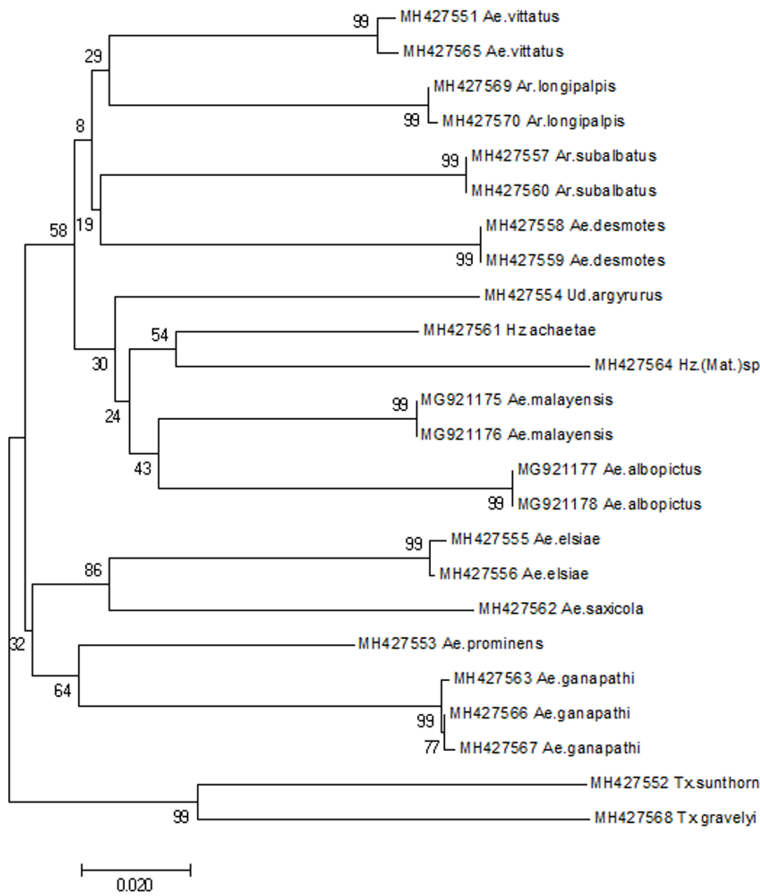 99
MH427551 Ae.vittatus
MH427565 Ae.vittatus
29
MH427569 Ar.longipalpis
99
MH427570 Ar.longipalpis
8
99
MH427557 Ar.subalbatus
MH427560 Ar.subalbatus
19
58
MH427558 Ae.desmotes
99
MH427559 Ae.desmotes
MH427554 Ud.argyrurus
54
MH427561 Hz achaetae
30
MH427564 Hz.(Mat.)sp
24
99
MG921175 Ae.malayensis
MG921176 Ae.malayensis
43
MG921177 Ae.albopictus
99
MG921178 Ae.albopictus
99
MH427555 Ae.elsiae
86
MH427556 Ae.elsiae
MH427562 Ae.saxicola
32
MH427553 Ae.prominens
64
MH427563 Ae.ganapathi
99
MH427566 Ae.ganapathi
77
MH427567 Ae.ganapathi
MH427552 Tx.sunthorn
99
MH427568 Tx.gravelyi
0.020